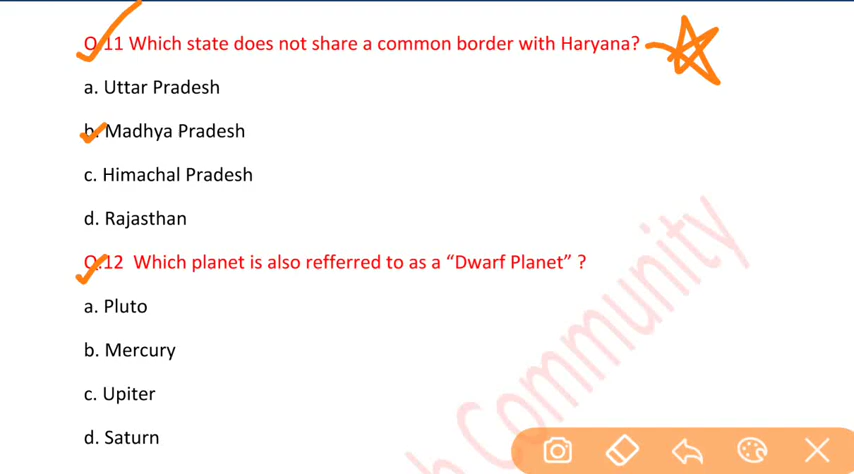 Q.11 Which state does not share a common border with Haryana?
a. Uttar Pradesh
b. Madhya Pradesh
c. Himachal Pradesh
d. Rajasthan
Q.12 Which planet is also refferred to as a “Dwarf Planet” ?
a. Pluto
b. Mercury
c. Upiter
d. Saturn
Community